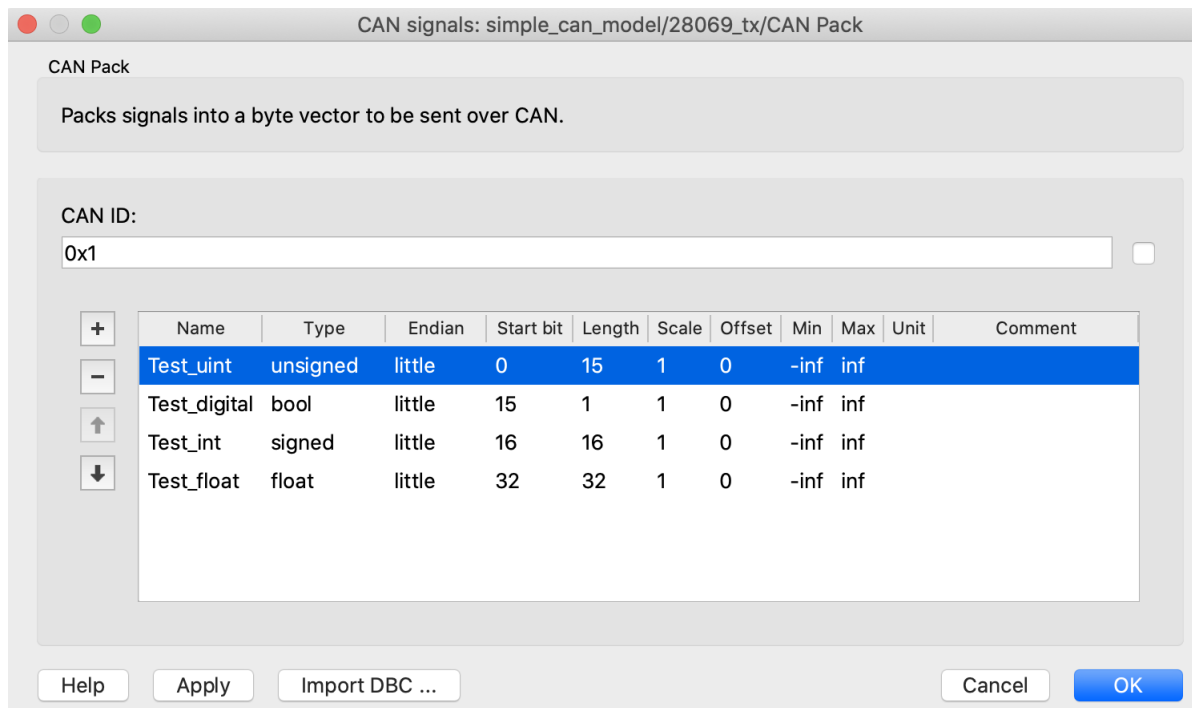 CAN signals: simple_can_model/28069_tx/CAN Pack
CAN Pack
Packs signals into a byte vector to be sent over CAN.
CAN ID:
0x1
+ Name Type Endian Start bit Length Scale Offset Min Max Unit Comment
− Test_uint unsigned little 0 15 1 0 -inf inf
Test_digital bool little 15 1 1 0 -inf inf
Test_int signed little 16 16 1 0 -inf inf
Test_float float little 32 32 1 0 -inf inf
Help Apply Import DBC ... Cancel OK